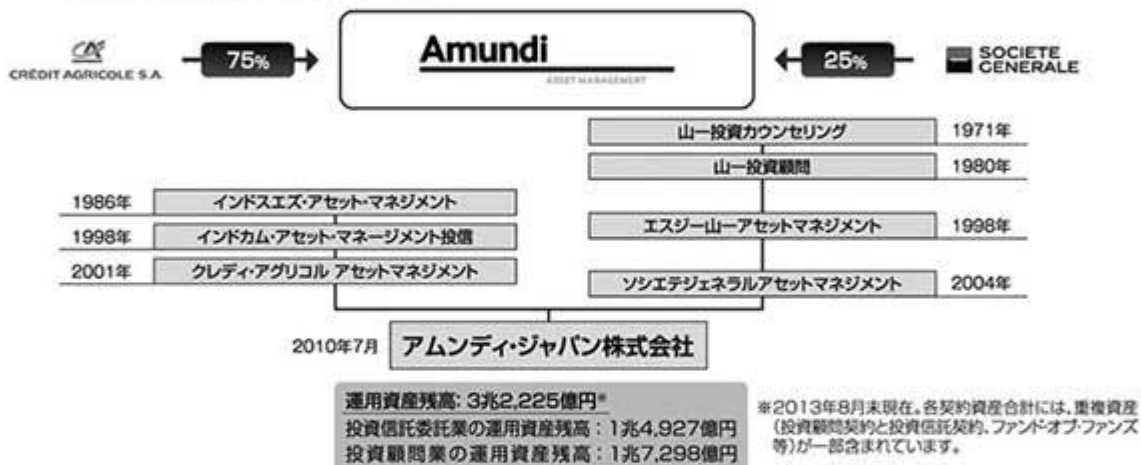 CRÉDIT AGRICOLE S.A.
75%
Amundi
ASSET MANAGEMENT
25%
SOCIETE
GENERALE
山一投資カウンセリング 1971年
山一投資顧問 1980年
1986年 インドスエズ・アセット・マネジメント
1998年 インドカム・アセット・マネージメント投信
エスジー山一アセットマネジメント 1998年
2001年 クレディ・アグリコル アセットマネジメント
ソシエテジェネラルアセットマネジメント 2004年
2010年7月 アムンディ・ジャパン株式会社
運用資産残高:3兆2,225億円※
投資信託委託業の運用資産残高:1兆4,927億円
投資顧問業の運用資産残高:1兆7,298億円
※2013年8月末現在。各契約資産合計には、重複資産
(投資顧問契約と投資信託契約、ファンド・オブ・ファンズ
等)が一部含まれています。